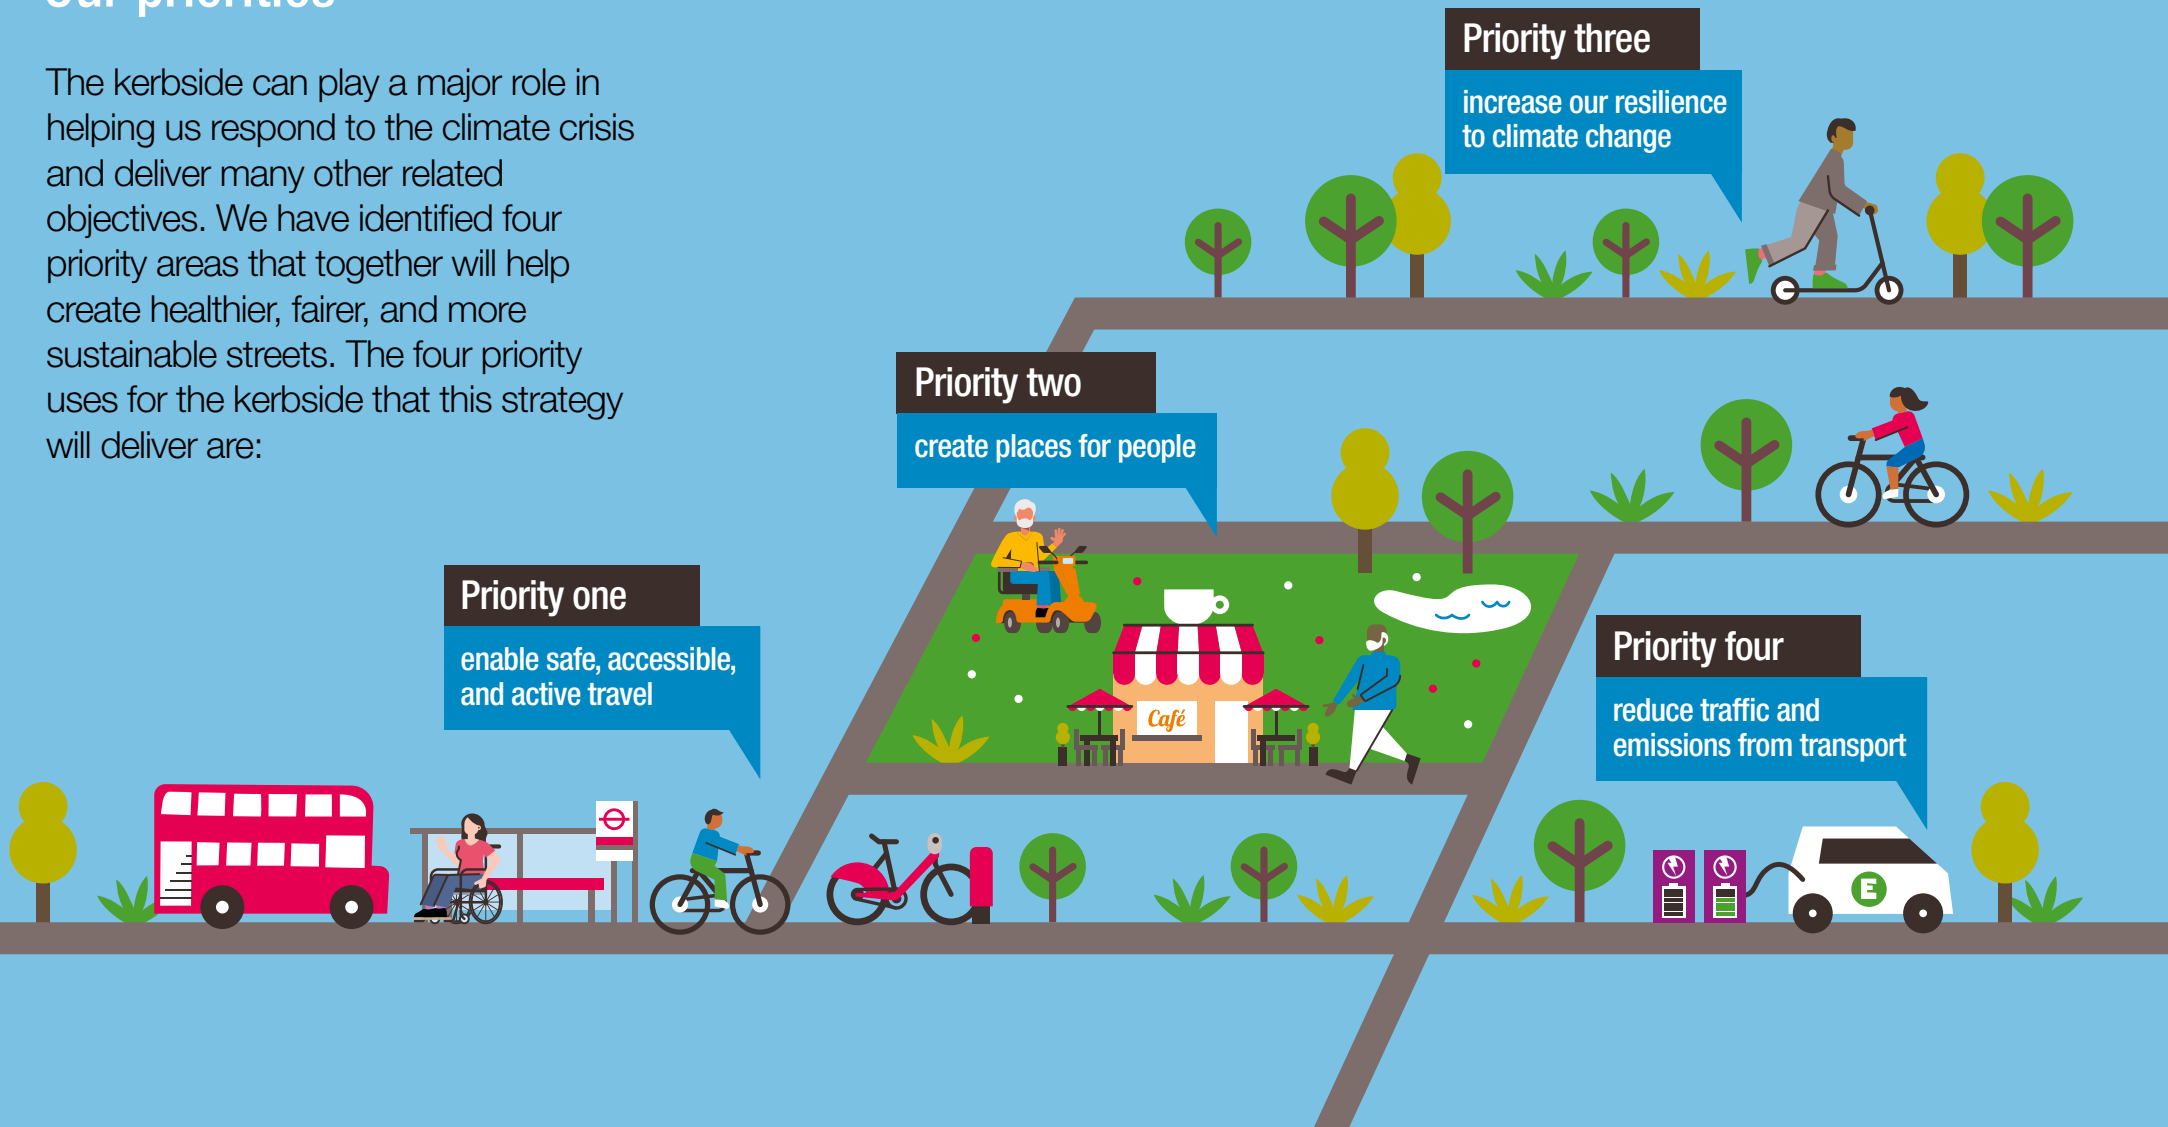 our priorities
The kerbside can play a major role in
helping us respond to the climate crisis
and deliver many other related
objectives. We have identified four
priority areas that together will help
create healthier, fairer, and more
sustainable streets. The four priority
uses for the kerbside that this strategy
will deliver are:
Priority one
enable safe, accessible,
and active travel
Priority two
create places for people
Café
Priority three
increase our resilience
to climate change
Priority four
reduce traffic and
emissions from transport
E